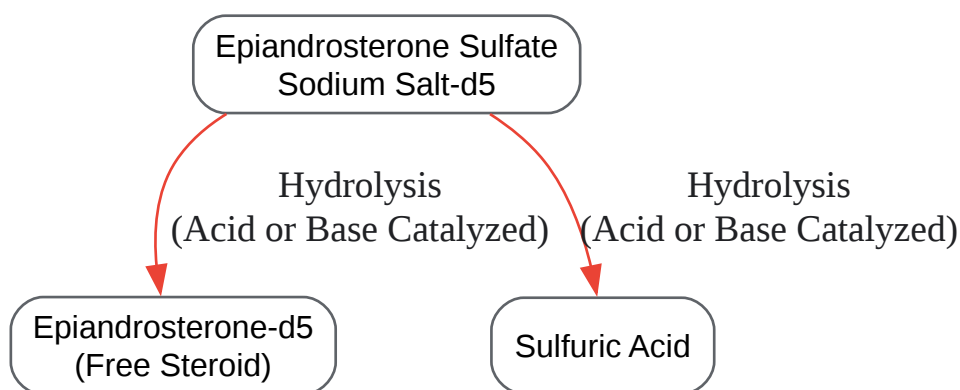 Epiandrosterone Sulfate
Sodium Salt-d5
Hydrolysis
(Acid or Base Catalyzed)
Hydrolysis
(Acid or Base Catalyzed)
Epiandrosterone-d5
(Free Steroid)
Sulfuric Acid